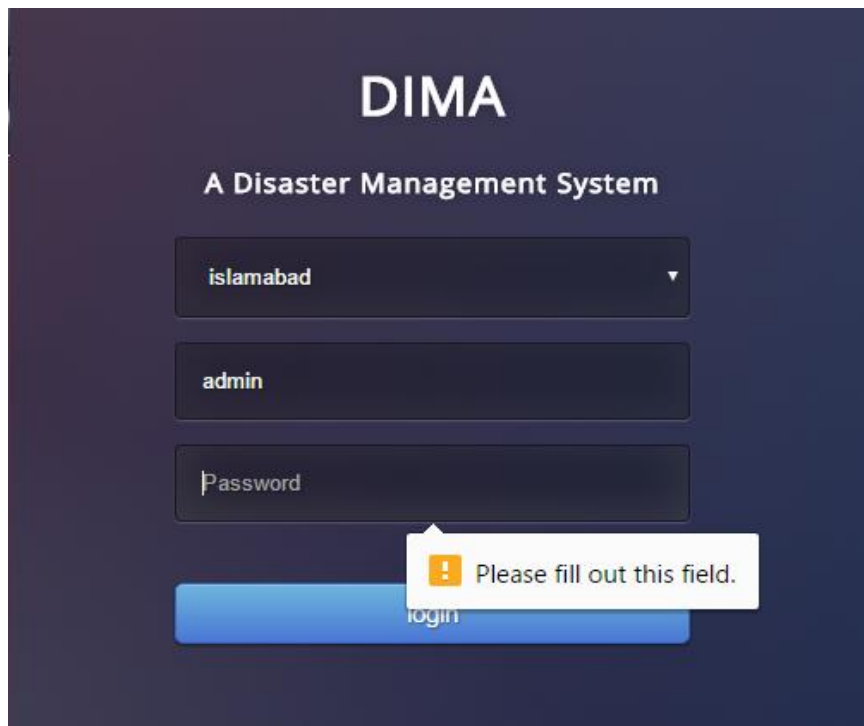 DIMA
A Disaster Management System
islamabad
admin
Password
Please fill out this field.
login